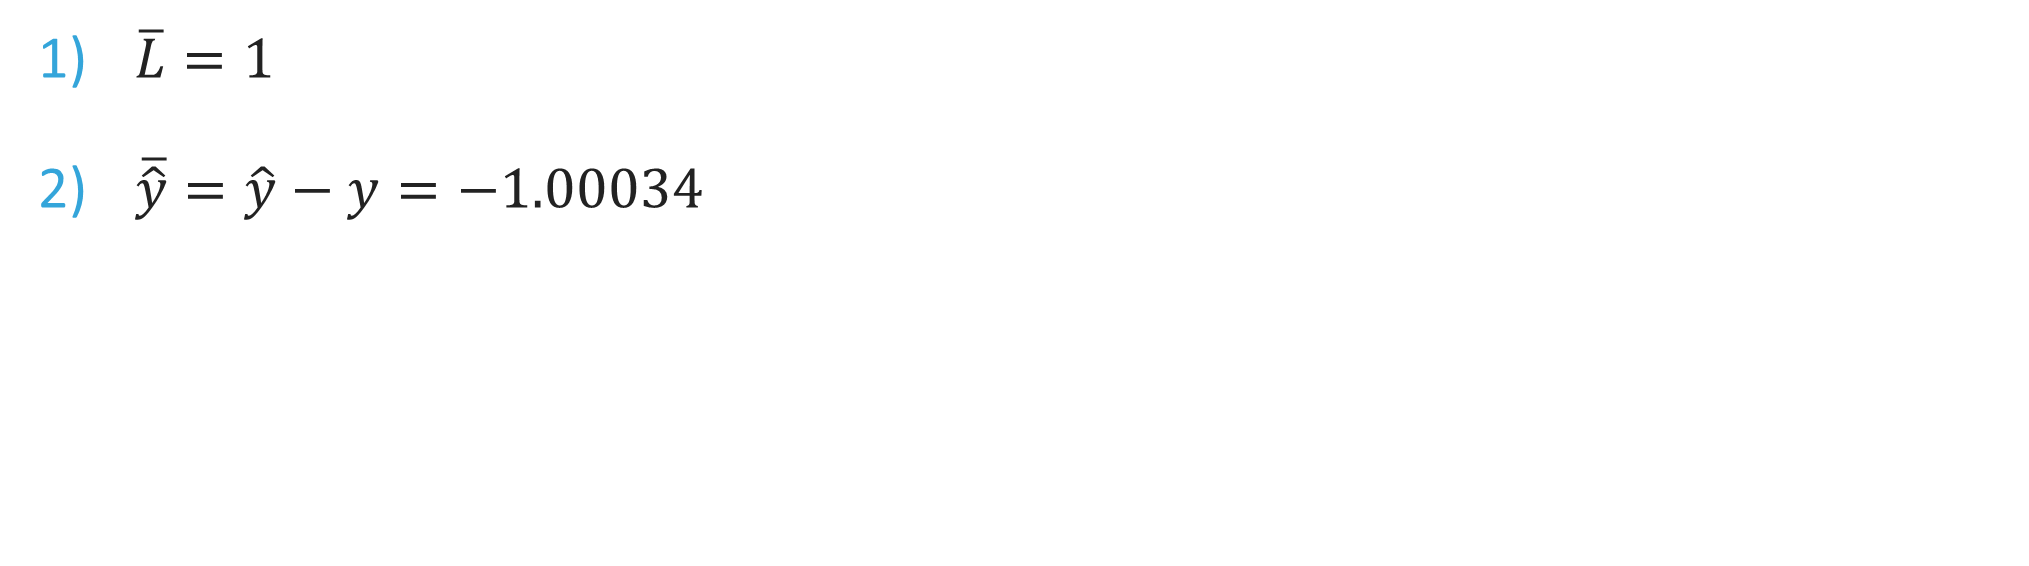 1) L̅ = 1
2) ŷ̅ = ŷ − y = −1.00034